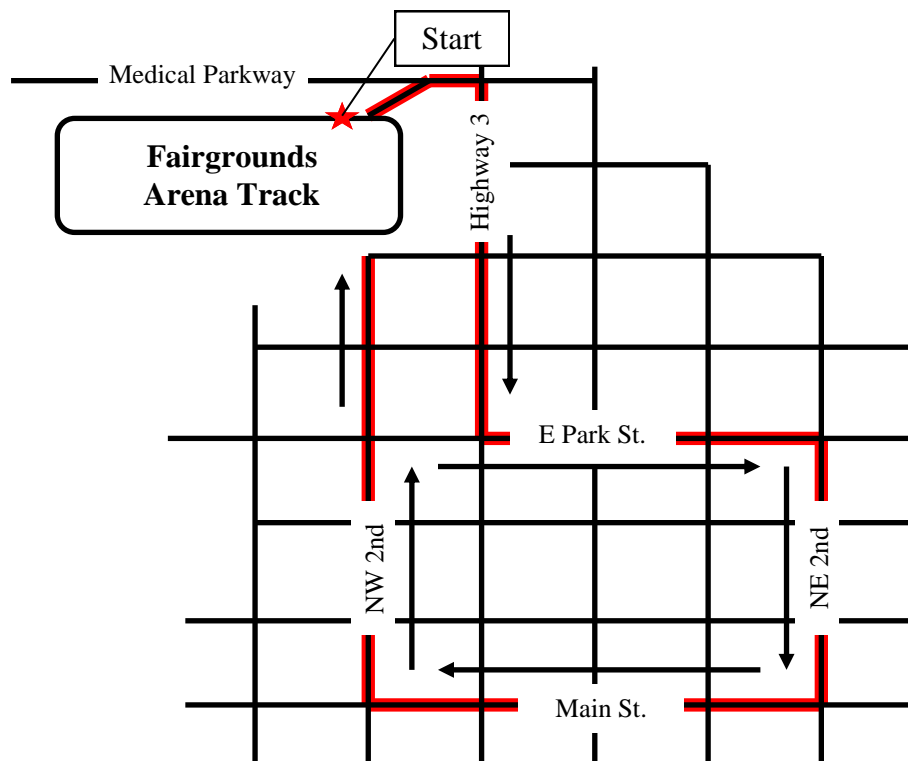 Start
Medical Parkway
Fairgrounds
Arena Track
Highway 3
E Park St.
NW 2nd
NE 2nd
Main St.